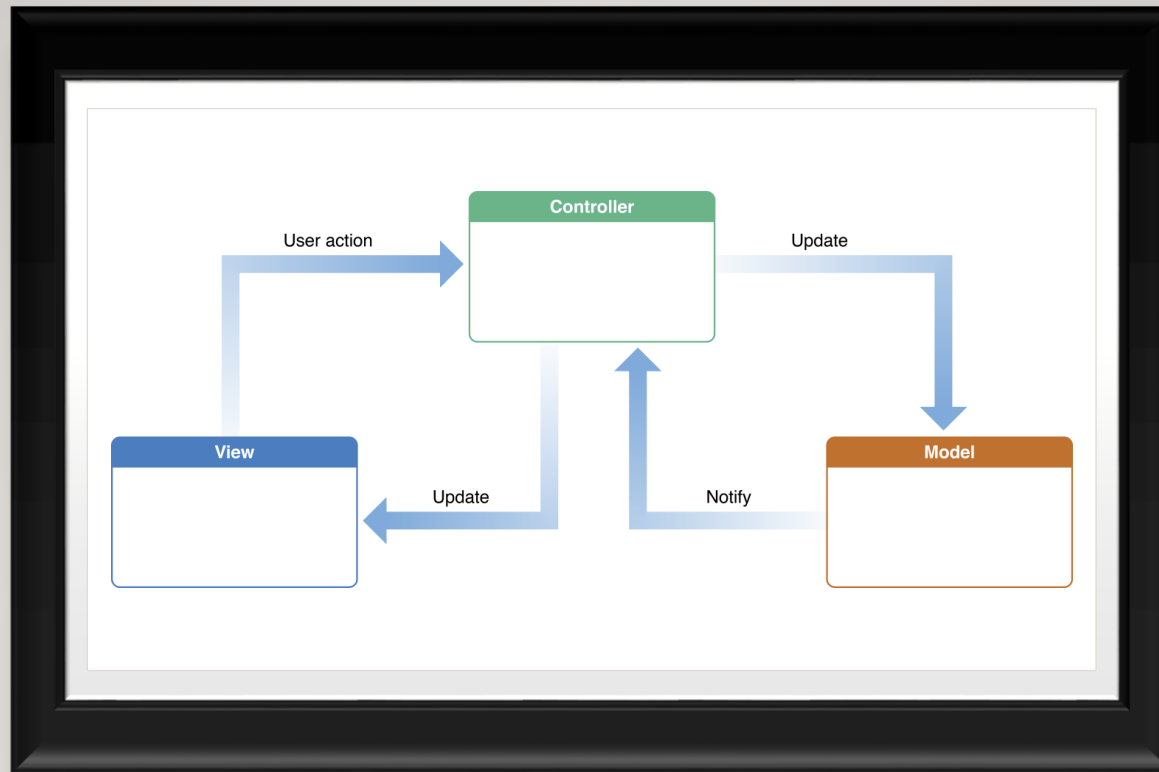 Controller
User action
Update
View
Model
Update
Notify